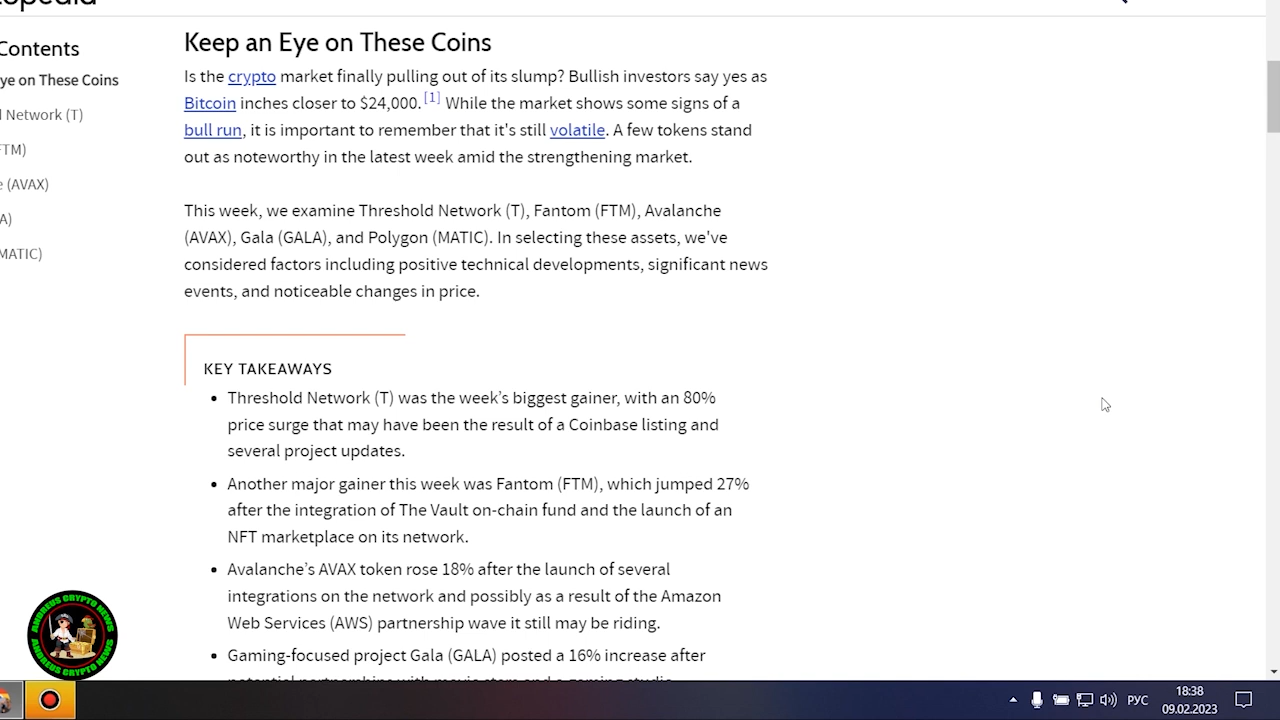 Contents
Keep an Eye on These Coins
ye on These Coins
Network (T)
FTM)
(AVAX)
A)
MATIC)
Is the crypto market finally pulling out of its slump? Bullish investors say yes as
Bitcoin inches closer to $24,000.[1] While the market shows some signs of a
bull run, it is important to remember that it's still volatile. A few tokens stand
out as noteworthy in the latest week amid the strengthening market.
This week, we examine Threshold Network (T), Fantom (FTM), Avalanche
(AVAX), Gala (GALA), and Polygon (MATIC). In selecting these assets, we've
considered factors including positive technical developments, significant news
events, and noticeable changes in price.
KEY TAKEAWAYS
• Threshold Network (T) was the week’s biggest gainer, with an 80%
price surge that may have been the result of a Coinbase listing and
several project updates.
• Another major gainer this week was Fantom (FTM), which jumped 27%
after the integration of The Vault on-chain fund and the launch of an
NFT marketplace on its network.
• Avalanche’s AVAX token rose 18% after the launch of several
integrations on the network and possibly as a result of the Amazon
Web Services (AWS) partnership wave it still may be riding.
• Gaming-focused project Gala (GALA) posted a 16% increase after
ANDREUS CRYPTO NEWS
ANDREUS CRYPTO NEWS
РУС
18:38
09.02.2023